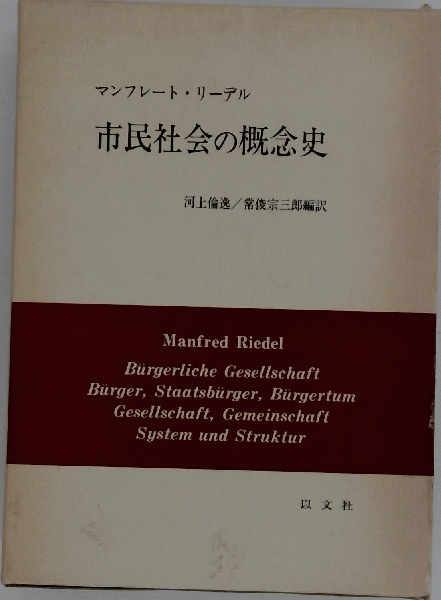 マンフレート・リーデル
市民社会の概念史
河上倫逸／常俊宗三郎編訳
Manfred Riedel
Bürgerliche Gesellschaft
Bürger, Staatsbürger, Bürgertum
Gesellschaft, Gemeinschaft
System und Struktur
以文社